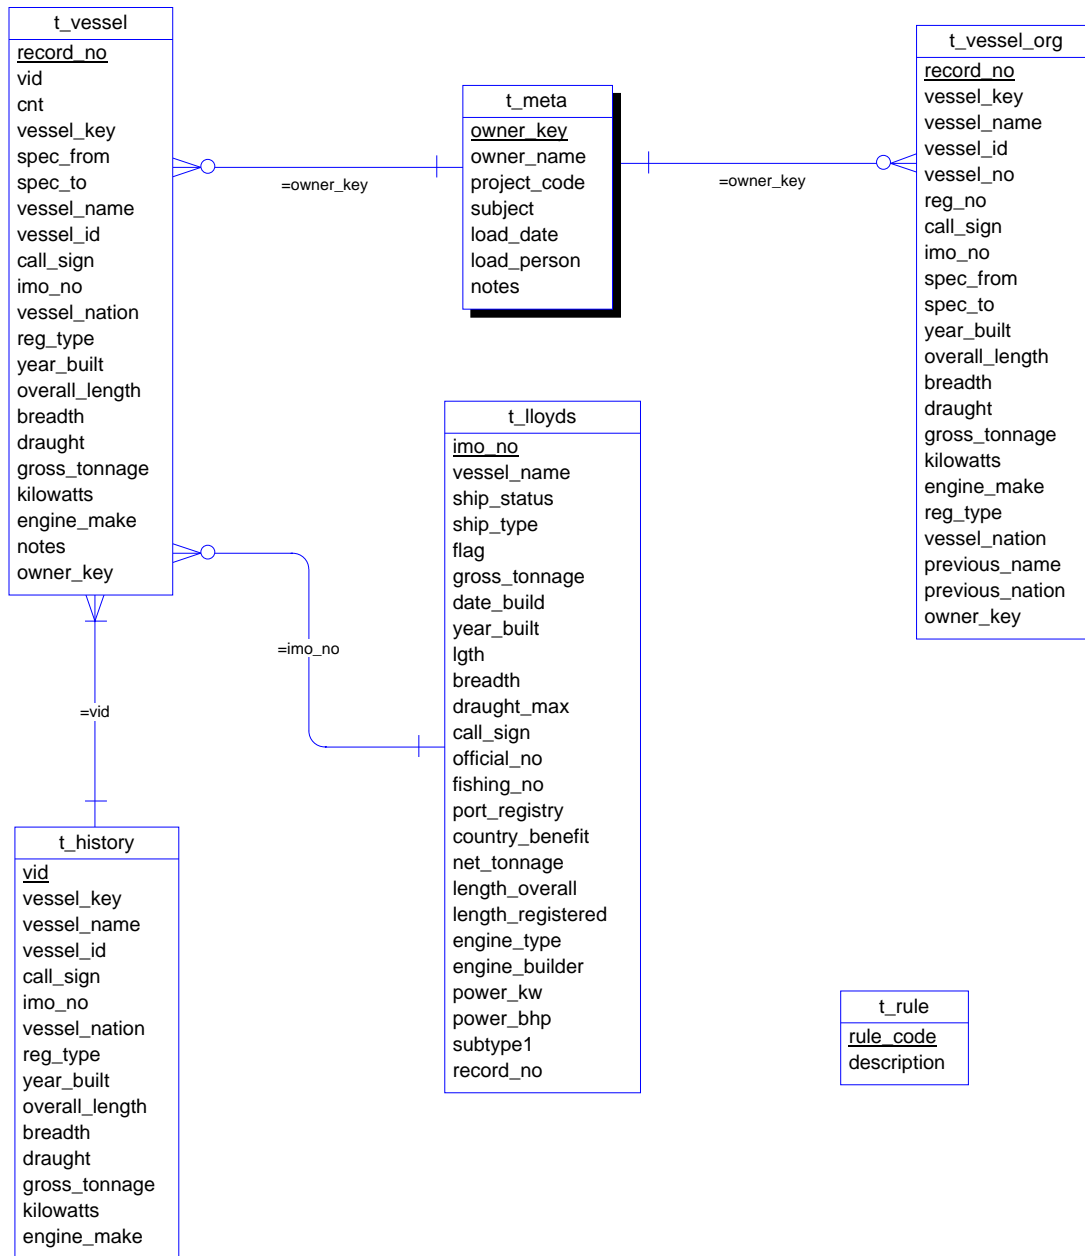 t_vessel
record_no
vid
cnt
vessel_key
spec_from
spec_to
vessel_name
vessel_id
call_sign
imo_no
vessel_nation
reg_type
year_built
overall_length
breadth
draught
gross_tonnage
kilowatts
engine_make
notes
owner_key
=owner_key
t_meta
owner_key
owner_name
project_code
subject
load_date
load_person
notes
=owner_key
t_vessel_org
record_no
vessel_key
vessel_name
vessel_id
vessel_no
reg_no
call_sign
imo_no
spec_from
spec_to
year_built
overall_length
breadth
draught
gross_tonnage
kilowatts
engine_make
reg_type
vessel_nation
previous_name
previous_nation
owner_key
=imo_no
t_lloyds
imo_no
vessel_name
ship_status
ship_type
flag
gross_tonnage
date_build
year_built
lgth
breadth
draught_max
call_sign
official_no
fishing_no
port_registry
country_benefit
net_tonnage
length_overall
length_registered
engine_type
engine_builder
power_kw
power_bhp
subtype1
record_no
=vid
t_history
vid
vessel_key
vessel_name
vessel_id
call_sign
imo_no
vessel_nation
reg_type
year_built
overall_length
breadth
draught
gross_tonnage
kilowatts
engine_make
t_rule
rule_code
description